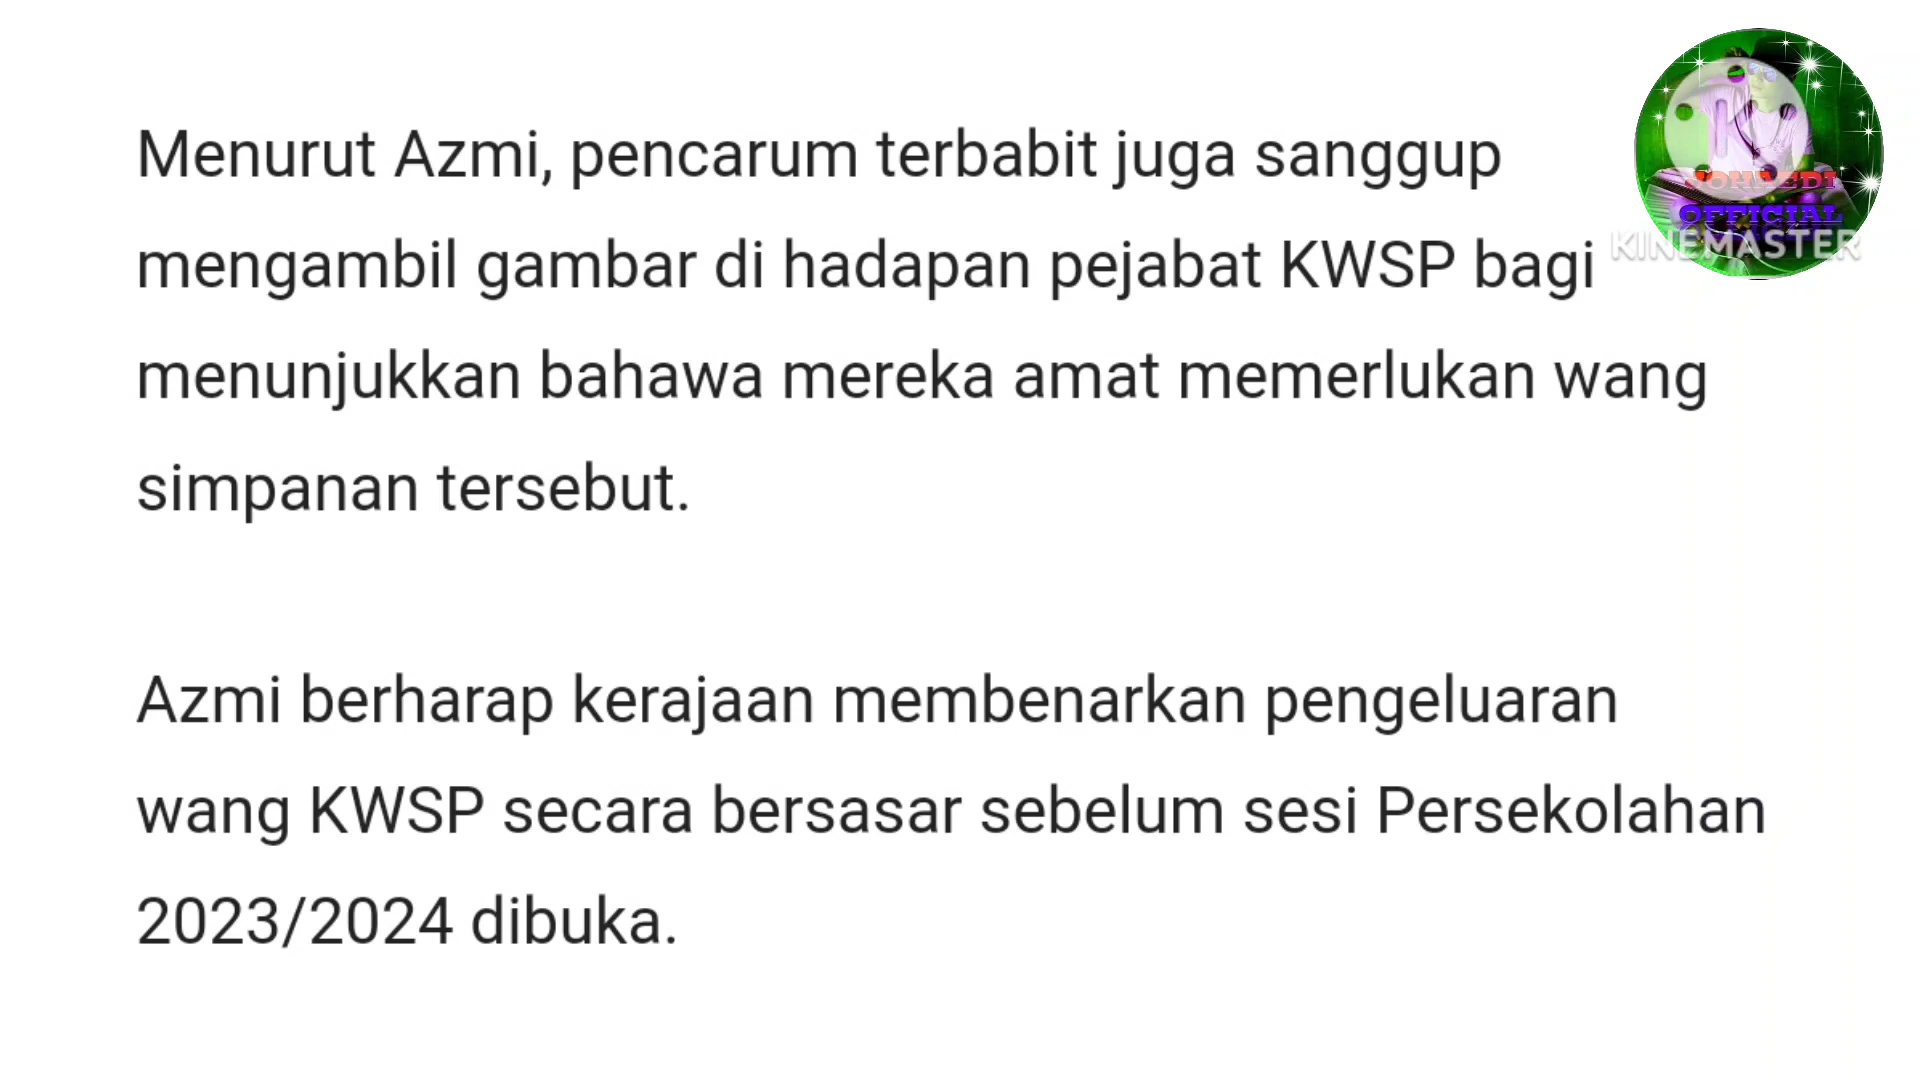 Menurut Azmi, pencarum terbabit juga sanggup
mengambil gambar di hadapan pejabat KWSP bagi
menunjukkan bahawa mereka amat memerlukan wang
simpanan tersebut.
Azmi berharap kerajaan membenarkan pengeluaran
wang KWSP secara bersasar sebelum sesi Persekolahan
2023/2024 dibuka.
OFFICIAL
KINEMASTER